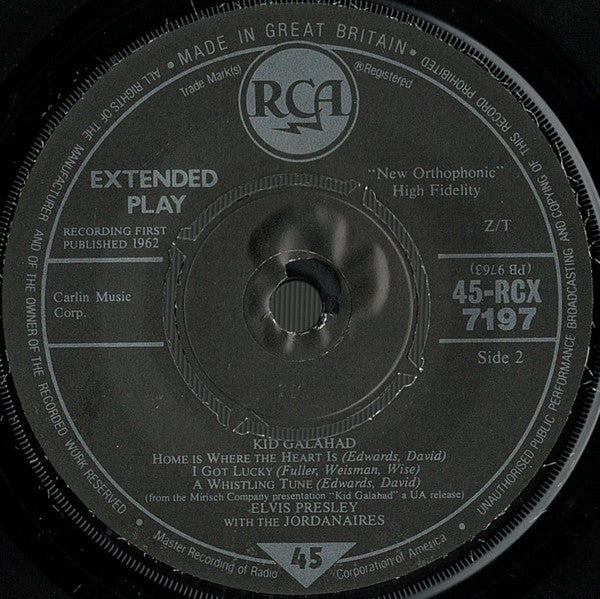 • MADE IN GREAT BRITAIN •
Trade Mark(s)
®Registered
RCA
EXTENDED
PLAY
"New Orthophonic"
High Fidelity
RECORDING FIRST
PUBLISHED 1962
Z/T
Carlin Music
Corp.
(PB 9763)
45-RCX
7197
Side 2
KID GALAHAD
HOME IS WHERE THE HEART IS (Edwards, David)
I GOT LUCKY (Fuller, Weisman, Wise)
A WHISTLING TUNE (Edwards, David)
(from the Mirisch Company presentation "Kid Galahad" a UA release)
ELVIS PRESLEY
WITH THE JORDANAIRES
45
• Master Recording of Radio Corporation of America •
ALL RIGHTS OF THE MANUFACTURER AND OF THE OWNER OF THE RECORDED WORK RESERVED
UNAUTHORISED PUBLIC PERFORMANCE BROADCASTING AND COPYING OF THIS RECORD PROHIBITED